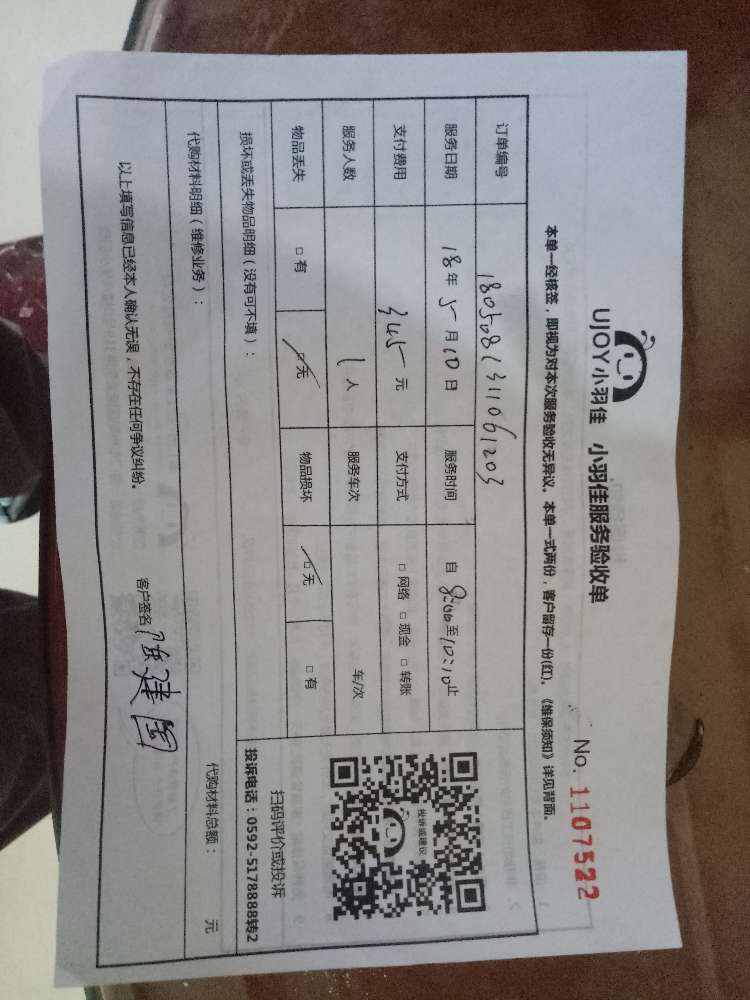 UJOY小羽佳 小羽佳服务验收单
No. 1107522
本单一经核签，即视为对本次服务验收无异议。本单一式两份，客户留存一份(红)。《维保须知》详见背面。
订单编号 1805081311061203
服务日期 18年5月10日 服务时间 自8:00至10:10止
支付费用 345元 支付方式 □网络 □现金 □转账
服务人数 1人 服务车次 车/次
物品丢失 □有 □无 物品损坏 □无 □有
投诉或建议
扫码评价或投诉
投诉电话：0592-5178888转2
损坏或丢失物品明细（没有可不填）：
代购材料明细（维修业务）： 代购材料总额： 元
以上填写信息已经本人确认无误，不存在任何争议纠纷。 客户签名 陈建国